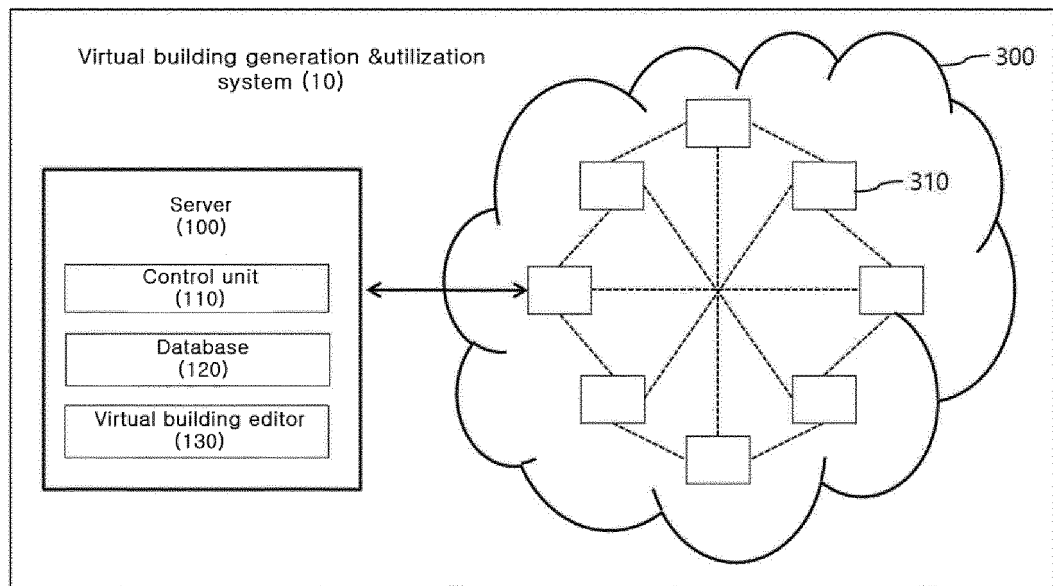 Virtual building generation &utilization
system (10)
300
310
Server
(100)
Control unit
(110)
Database
(120)
Virtual building editor
(130)